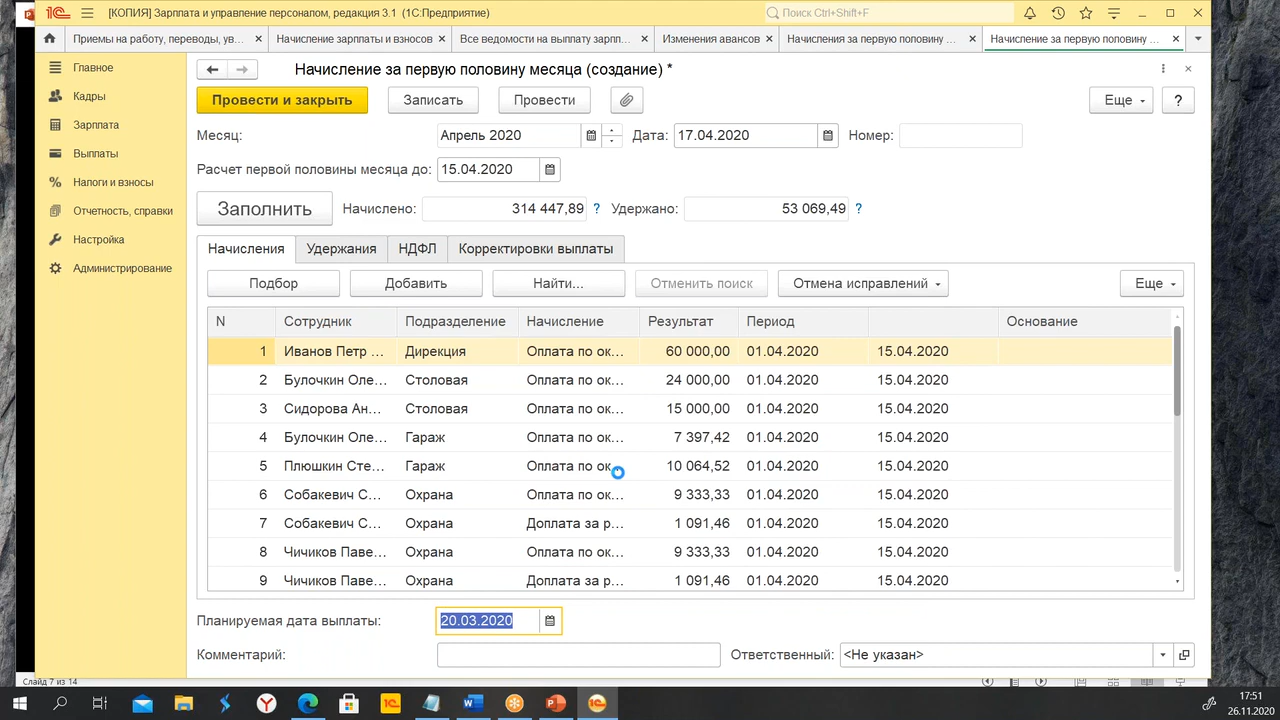 [КОПИЯ] Зарплата и управление персоналом, редакция 3.1 (1С:Предприятие)
Поиск Ctrl+Shift+F
Приемы на работу, переводы, ув...
Начисление зарплаты и взносов
Все ведомости на выплату зарпл...
Изменения авансов
Начисления за первую половину ...
Начисление за первую половину ...
Главное
Кадры
Зарплата
Выплаты
Налоги и взносы
Отчетность, справки
Настройка
Администрирование
Начисление за первую половину месяца (создание) *
Провести и закрыть
Записать
Провести
Еще
?
Месяц: Апрель 2020 Дата: 17.04.2020 Номер:
Расчет первой половины месяца до: 15.04.2020
Заполнить Начислено: 314 447,89 ? Удержано: 53 069,49 ?
Начисления Удержания НДФЛ Корректировки выплаты
Подбор Добавить Найти... Отменить поиск Отмена исправлений Еще
N Сотрудник Подразделение Начисление Результат Период Основание
1 Иванов Петр ... Дирекция Оплата по ок... 60 000,00 01.04.2020 15.04.2020
2 Булочкин Оле... Столовая Оплата по ок... 24 000,00 01.04.2020 15.04.2020
3 Сидорова Ан... Столовая Оплата по ок... 15 000,00 01.04.2020 15.04.2020
4 Булочкин Оле... Гараж Оплата по ок... 7 397,42 01.04.2020 15.04.2020
5 Плюшкин Сте... Гараж Оплата по ок... 10 064,52 01.04.2020 15.04.2020
6 Собакевич С... Охрана Оплата по ок... 9 333,33 01.04.2020 15.04.2020
7 Собакевич С... Охрана Доплата за р... 1 091,46 01.04.2020 15.04.2020
8 Чичиков Паве... Охрана Оплата по ок... 9 333,33 01.04.2020 15.04.2020
9 Чичиков Паве... Охрана Доплата за р... 1 091,46 01.04.2020 15.04.2020
Планируемая дата выплаты: 20.03.2020
Комментарий: Ответственный: <Не указан>
Слайд 7 из 14
17:51
26.11.2020